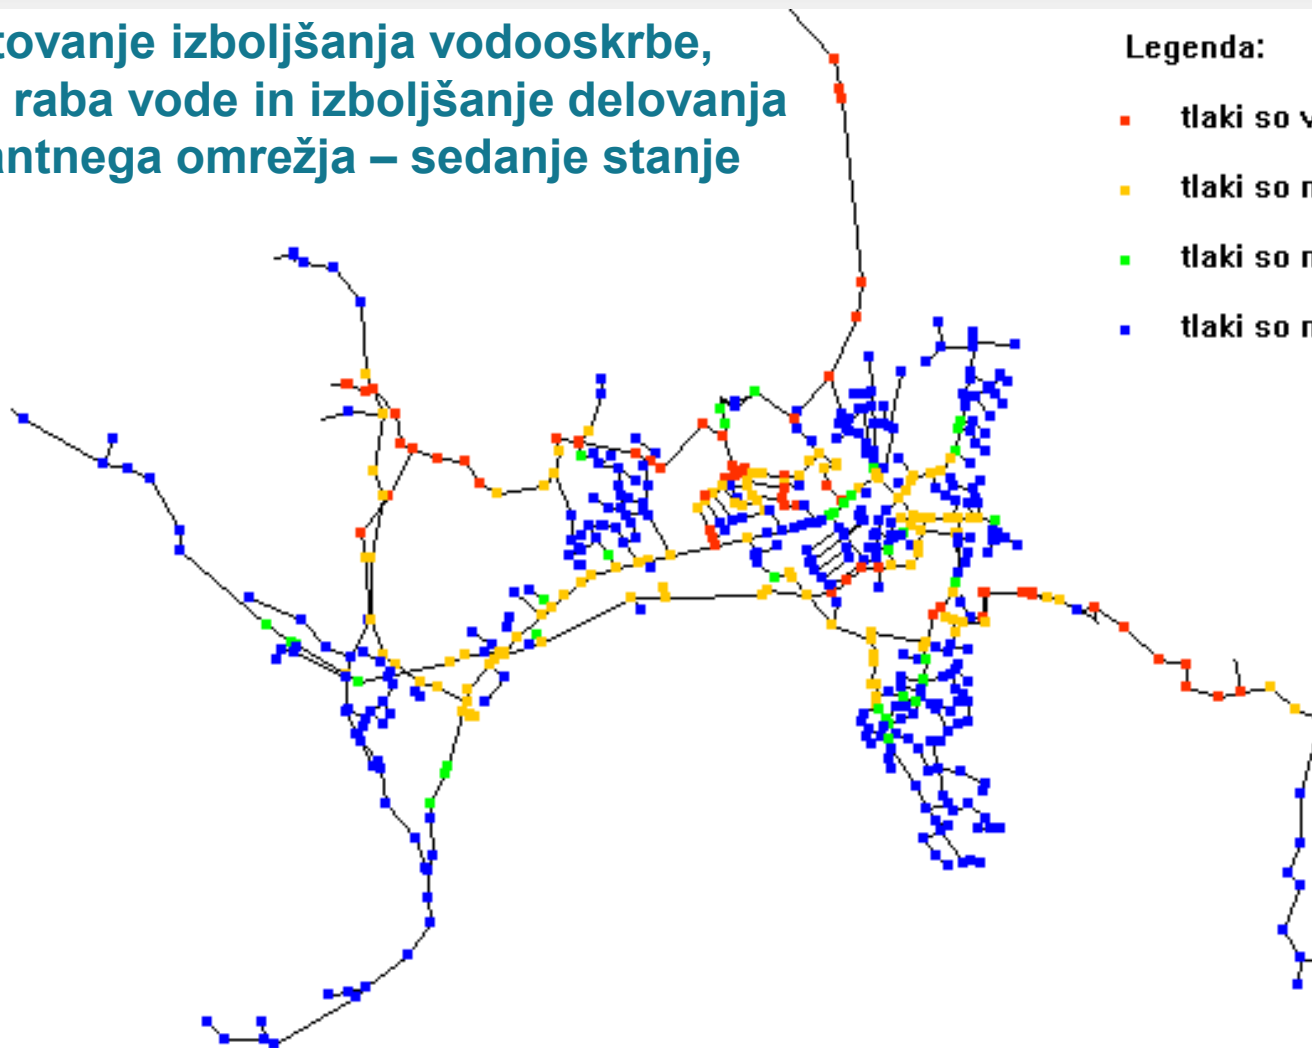 tovanje izboljšanja vodooskrbe,
raba vode in izboljšanje delovanja
antnega omrežja – sedanje stanje
Legenda:
tlaki so v
tlaki so n
tlaki so n
tlaki so n